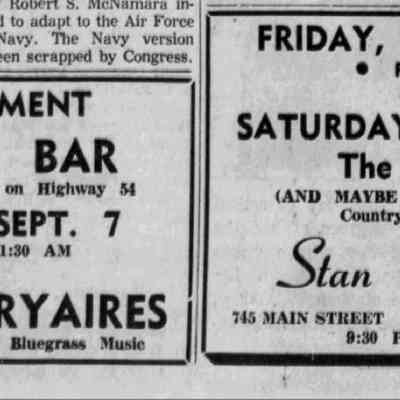 Robert S. McNamara in-
d to adapt to the Air Force
Navy. The Navy version
een scrapped by Congress.
MENT
BAR
on Highway 54
SEPT. 7
1:30 AM
RYAIRES
Bluegrass Music
FRIDAY,
• F
SATURDAY
The
(AND MAYBE
Country
Stan
745 MAIN STREET
9:30 P